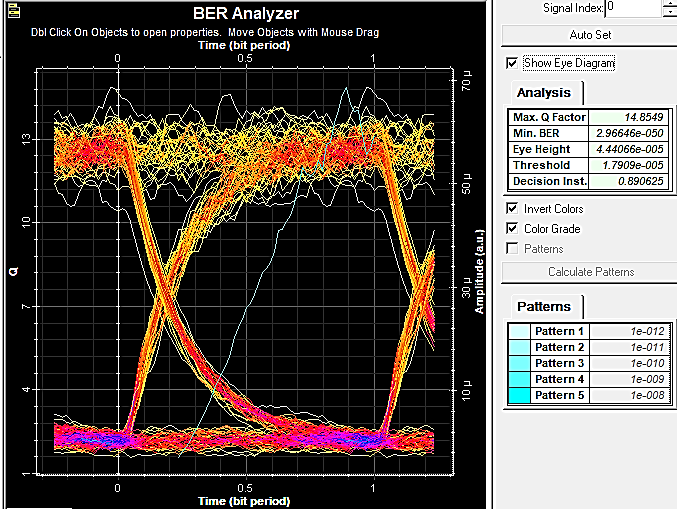 BER Analyzer
Dbl Click On Objects to open properties. Move Objects with Mouse Drag
Time (bit period)
0 0.5 1
Q
13
10
7
4
1
70 µ
50 µ
30 µ
10 µ
Amplitude (a.u.)
0 0.5 1
Time (bit period)
Signal Index: 0
Auto Set
Show Eye Diagram
Analysis
Max. Q Factor 14.8549
Min. BER 2.96646e-050
Eye Height 4.44066e-005
Threshold 1.7909e-005
Decision Inst. 0.890625
Invert Colors
Color Grade
Patterns
Calculate Patterns
Patterns
Pattern 1 1e-012
Pattern 2 1e-011
Pattern 3 1e-010
Pattern 4 1e-009
Pattern 5 1e-008